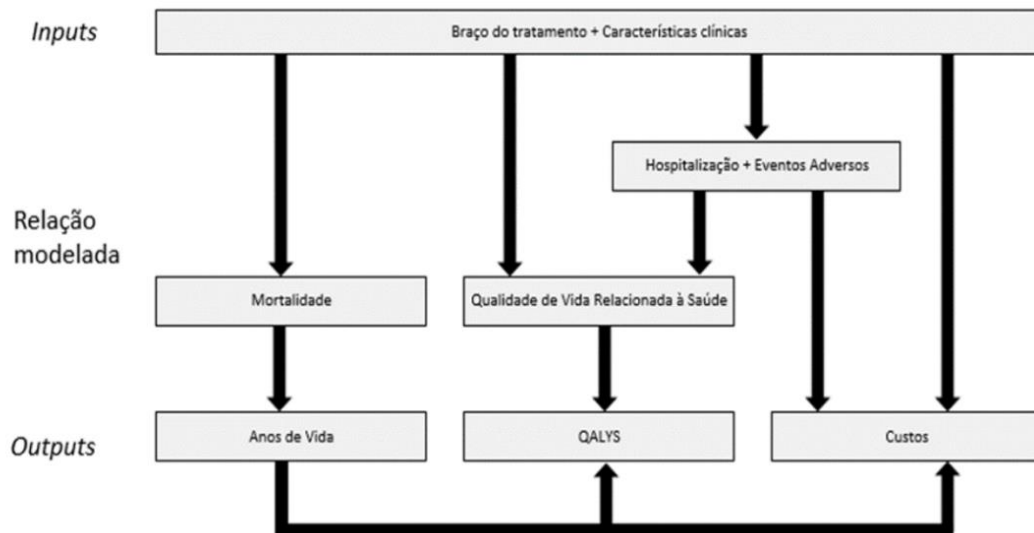 Inputs
Braço do tratamento + Características clínicas
Hospitalização + Eventos Adversos
Relação
modelada
Mortalidade
Qualidade de Vida Relacionada à Saúde
Outputs
Anos de Vida
QALYS
Custos